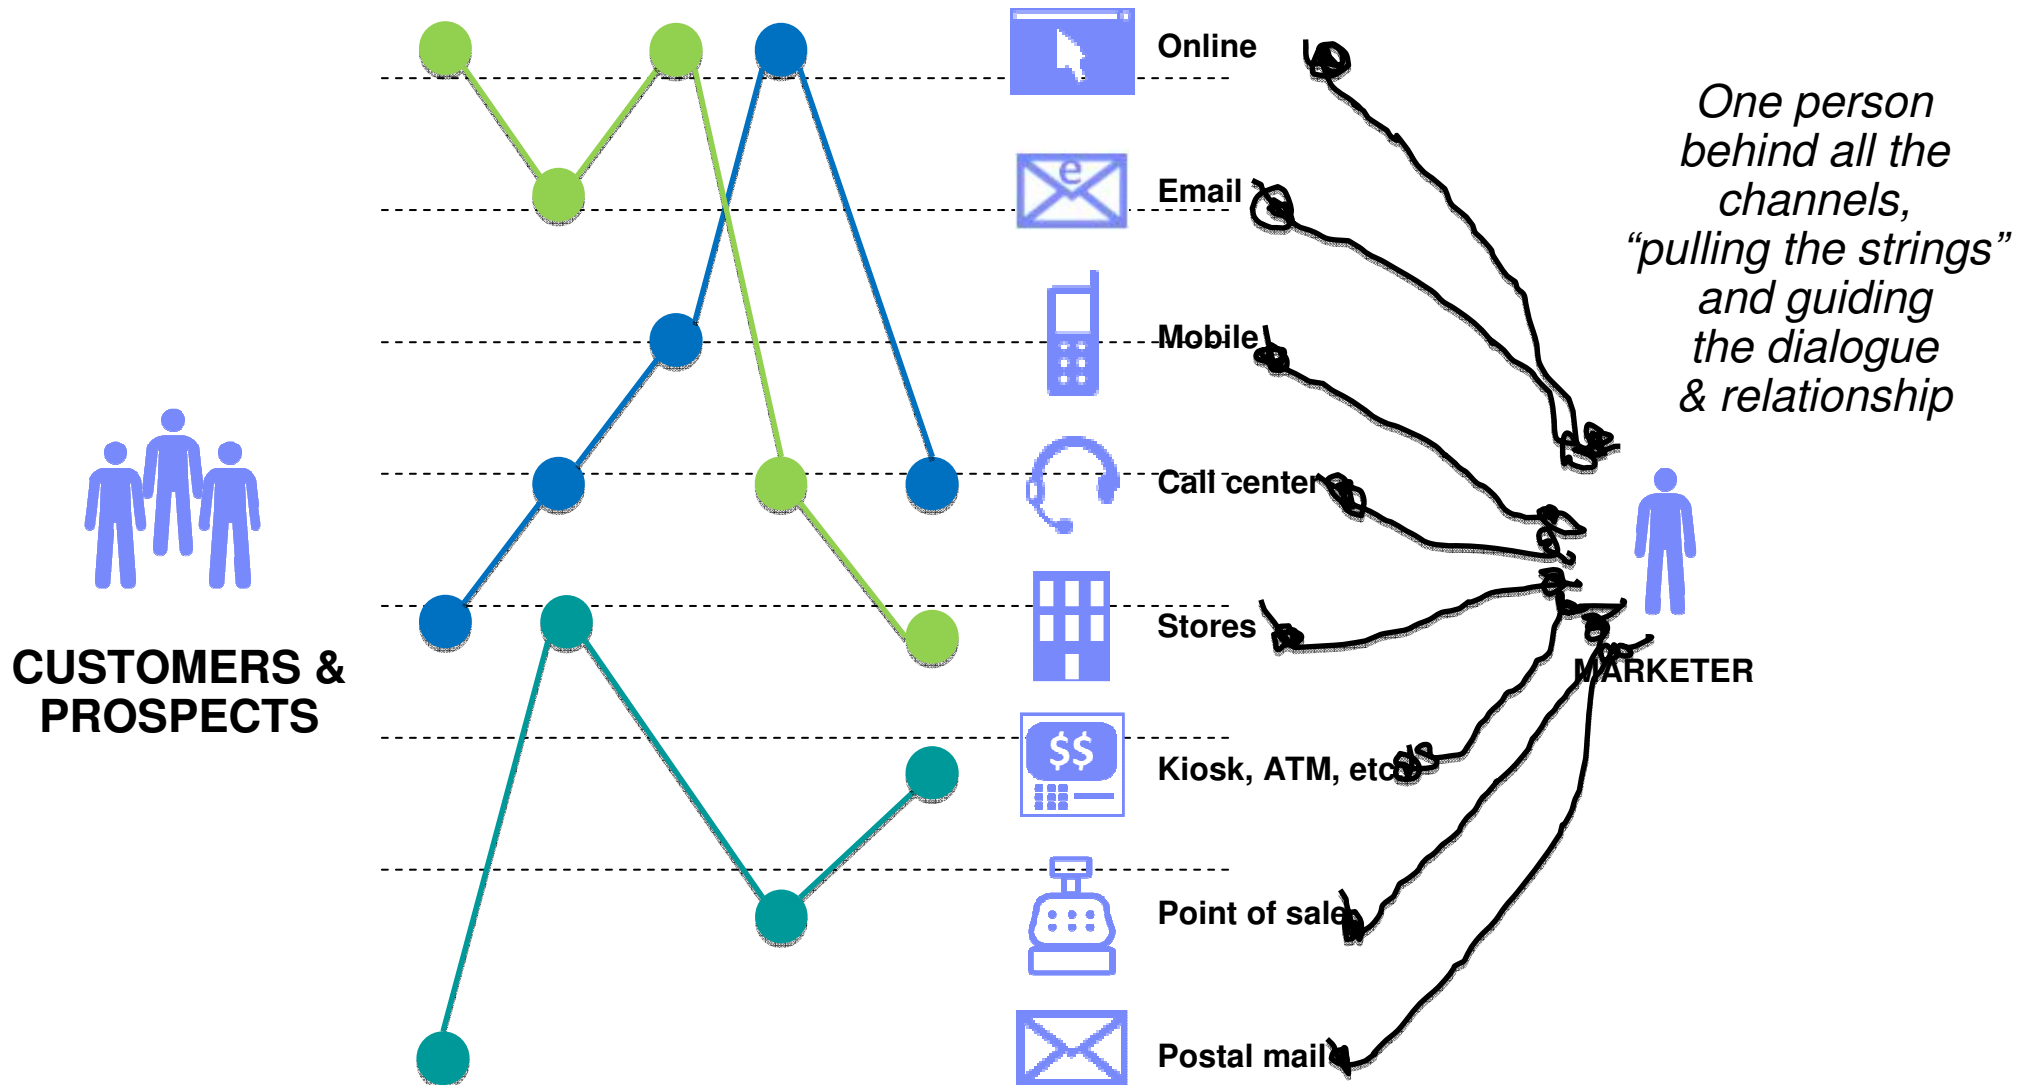 Online
Email
Mobile
Call center
Stores
$$
Kiosk, ATM, etc
Point of sale
Postal mail
e
CUSTOMERS &
PROSPECTS
One person
behind all the
channels,
“pulling the strings”
and guiding
the dialogue
& relationship
MARKETER